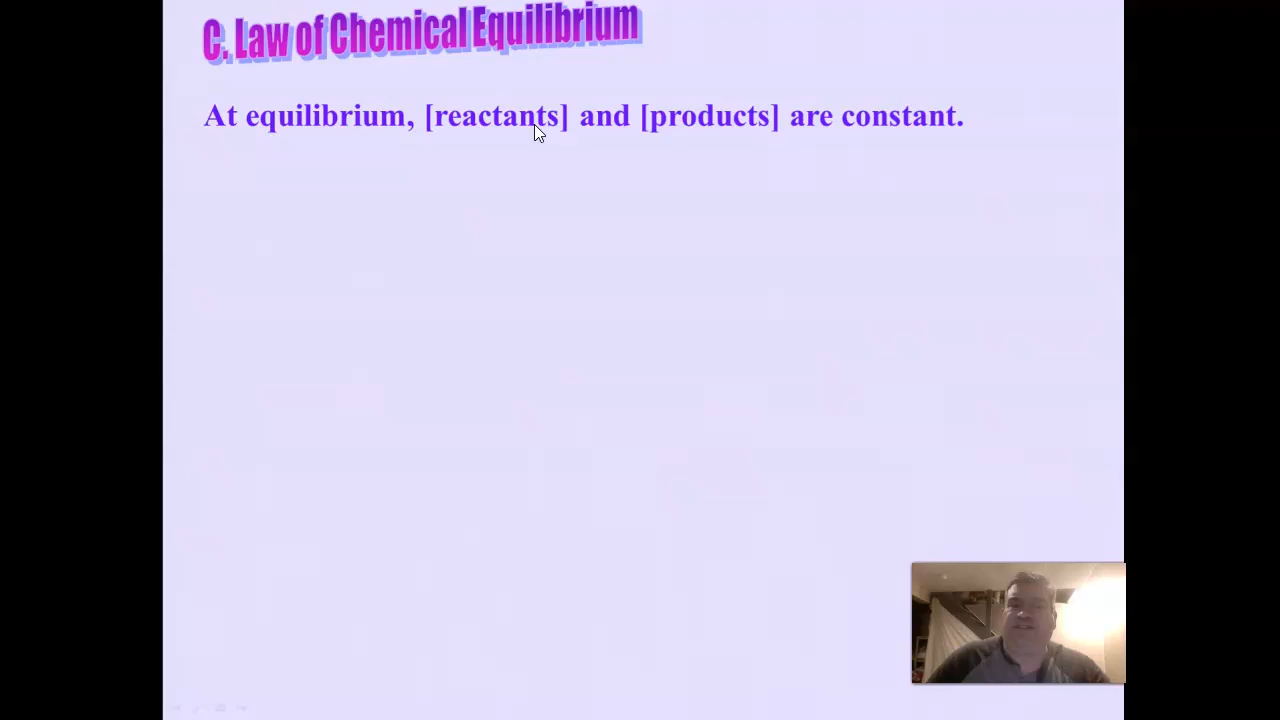 C. Law of Chemical Equilibrium
At equilibrium, [reactants] and [products] are constant.